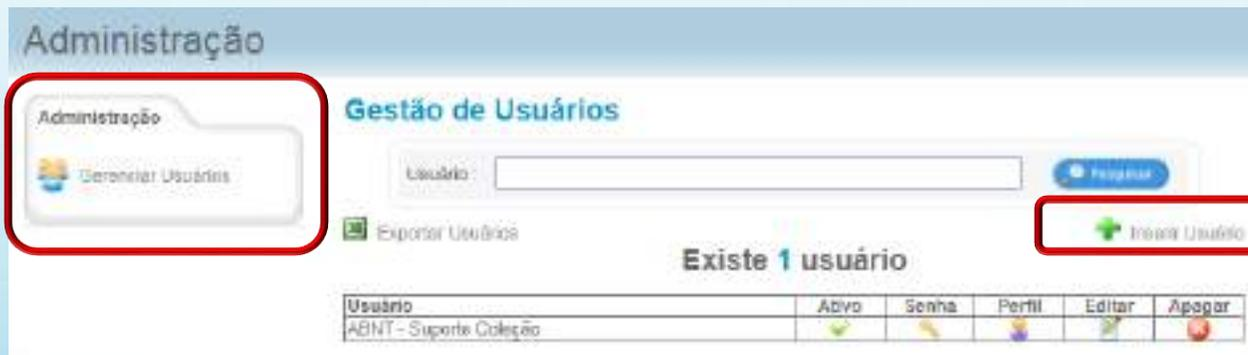 Administração
Administração
Gerenciar Usuários
Gestão de Usuários
Usuário:
Pesquisar
Exportar Usuários
Inserir Usuário
Existe 1 usuário
Usuário Ativo Senha Perfil Editar Apagar
ABNT - Suporte Coleção